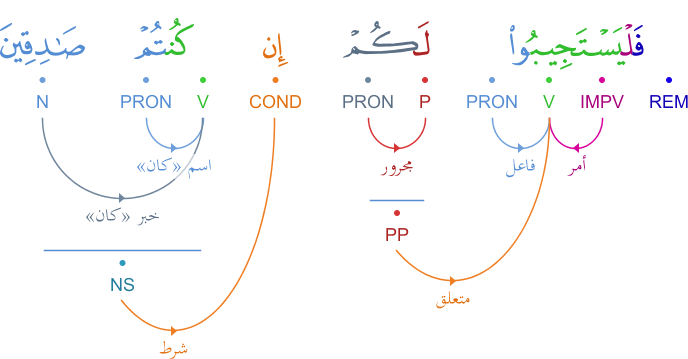 فَلْيَسْتَجِيبُوا۟ لَكُمْ إِن كُنتُمْ صَـٰدِقِينَ
REM IMPV V PRON P PRON COND V PRON N
أمر فاعل مجرور اسم «كان»
خبر «كان»
PP
NS
متعلق
شرط